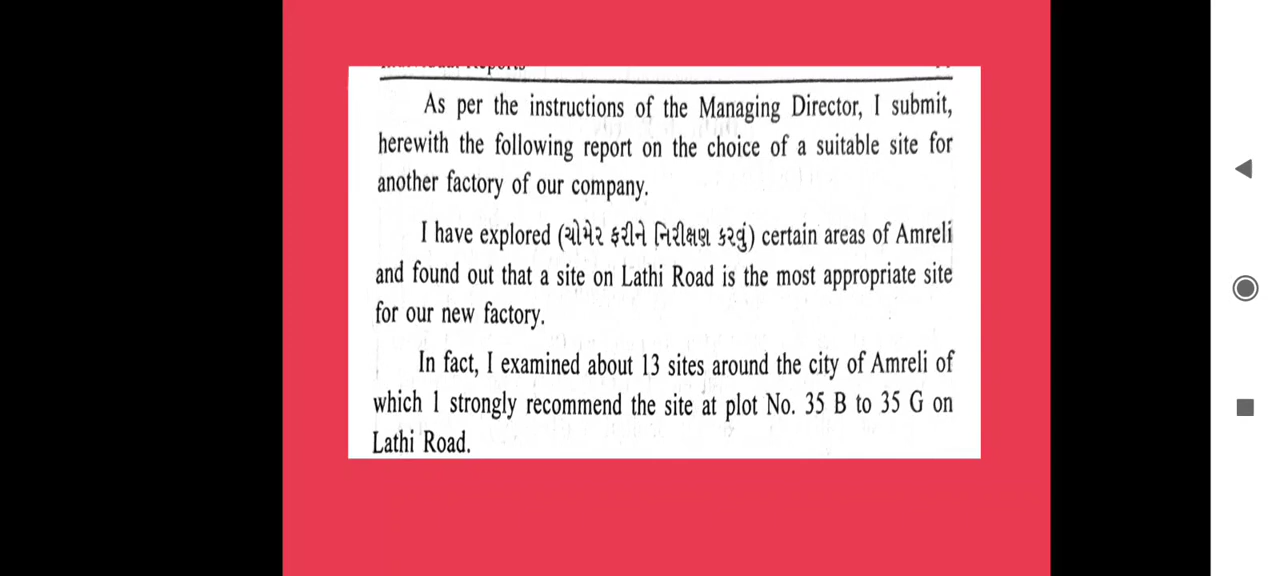 As per the instructions of the Managing Director, I submit,
herewith the following report on the choice of a suitable site for
another factory of our company.
I have explored (ચોમેર ફરીને નિરીક્ષણ કરવું) certain areas of Amreli
and found out that a site on Lathi Road is the most appropriate site
for our new factory.
In fact, I examined about 13 sites around the city of Amreli of
which 1 strongly recommend the site at plot No. 35 B to 35 G on
Lathi Road.